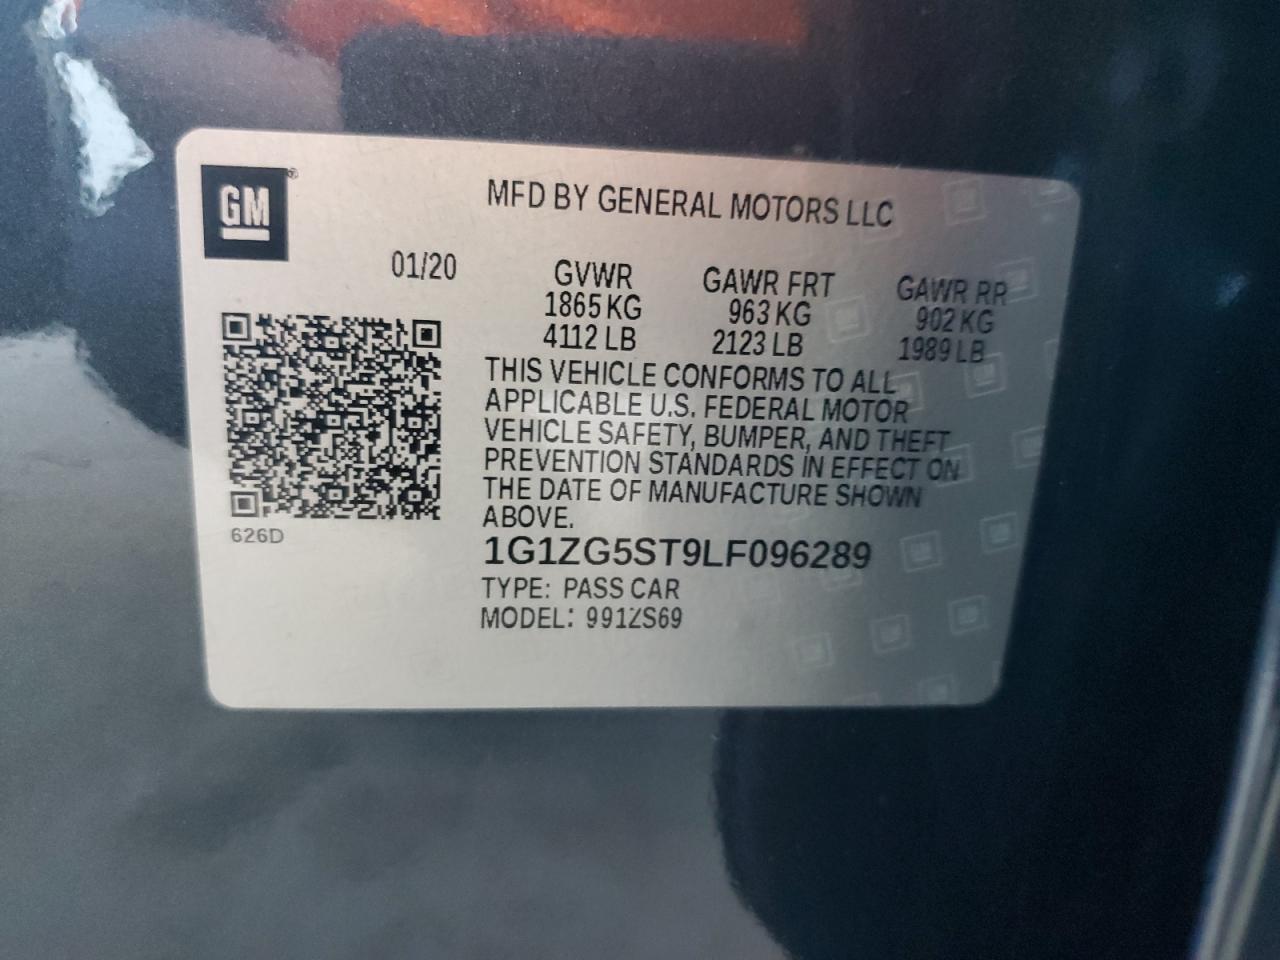 GM
MFD BY GENERAL MOTORS LLC
01/20
GVWR GAWR FRT GAWR RR
1865 KG 963 KG 902 KG
4112 LB 2123 LB 1989 LB
THIS VEHICLE CONFORMS TO ALL
APPLICABLE U.S. FEDERAL MOTOR
VEHICLE SAFETY, BUMPER, AND THEFT
PREVENTION STANDARDS IN EFFECT ON
THE DATE OF MANUFACTURE SHOWN
ABOVE.
626D
1G1ZG5ST9LF096289
TYPE: PASS CAR
MODEL: 991ZS69